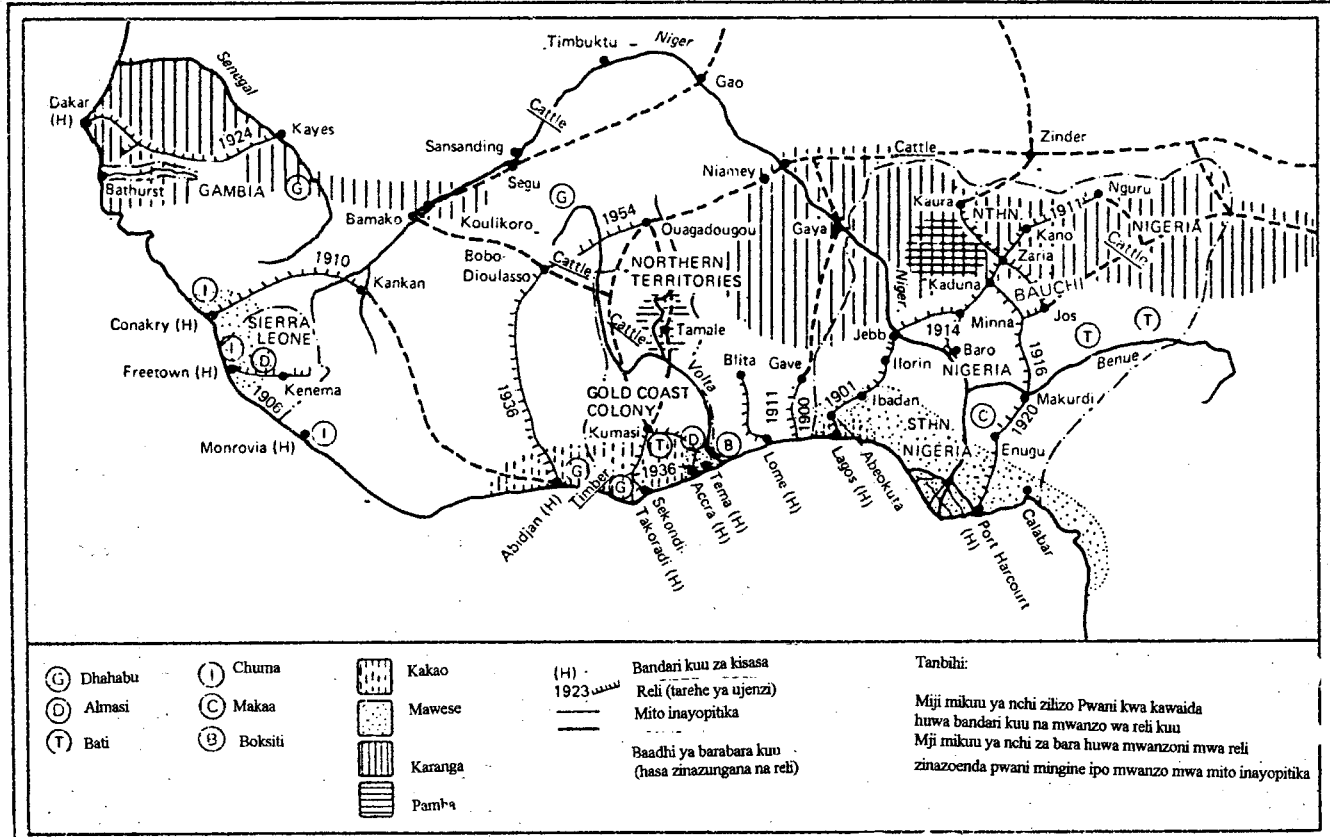 Timbuktu
Niger
Senegal
Gao
Dakar
(H)
Cattle
1924
Kayes
Zinder
Sansanding
Cattle
Niamey
Segu
Nguru
Bathurst
GAMBIA
G
G
Kaura
NTHN
1911
Bamako
Koulikoro
1954
Ouagadougou
Gaya
Kano
NIGERIA
Zaria
Cattle
Bobo-
Dioulasso
Cattle
NORTHERN
TERRITORIES
Niger
Kaduna
BAUCHI
1910
Kankan
I
Conakry (H)
SIERRA
LEONE
Cattle
Tamale
Jebb
1914
Minna
Jos
T
T
I
D
Baro
1916
Benue
Freetown (H)
Kenema
Volta
Blita
Gave
Ilorin
NIGERIA
1906
1936
GOLD COAST
COLONY
1911
1900
1901
Ibadan
Makurdi
C
1920
Monrovia (H)
I
Kumasi
T
D
B
STHN
NIGERIA
Enugu
G
1936
Timber
G
Abidjan (H)
Sekondi-
Takoradi (H)
Accra (H)
Tema (H)
Lome (H)
Lagos (H)
Abeokuta
Port Harcourt
(H)
Calabar
G Dhahabu
D Almasi
T Bati
I Chuma
C Makaa
B Boksiti
Kakao
Mawese
Karanga
Pamba
(H) Bandari kuu za kisasa
1923 Reli (tarehe ya ujenzi)
Mito inayopitika
Baadhi ya barabara kuu
(hasa zinazungana na reli)
Tanbihi:
Miji mikuu ya nchi zilizo Pwani kwa kawaida
huwa bandari kuu na mwanzo wa reli kuu
Mji mikuu ya nchi za bara huwa mwanzoni mwa reli
zinazoenda pwani mingine ipo mwanzo mwa mito inayopitika